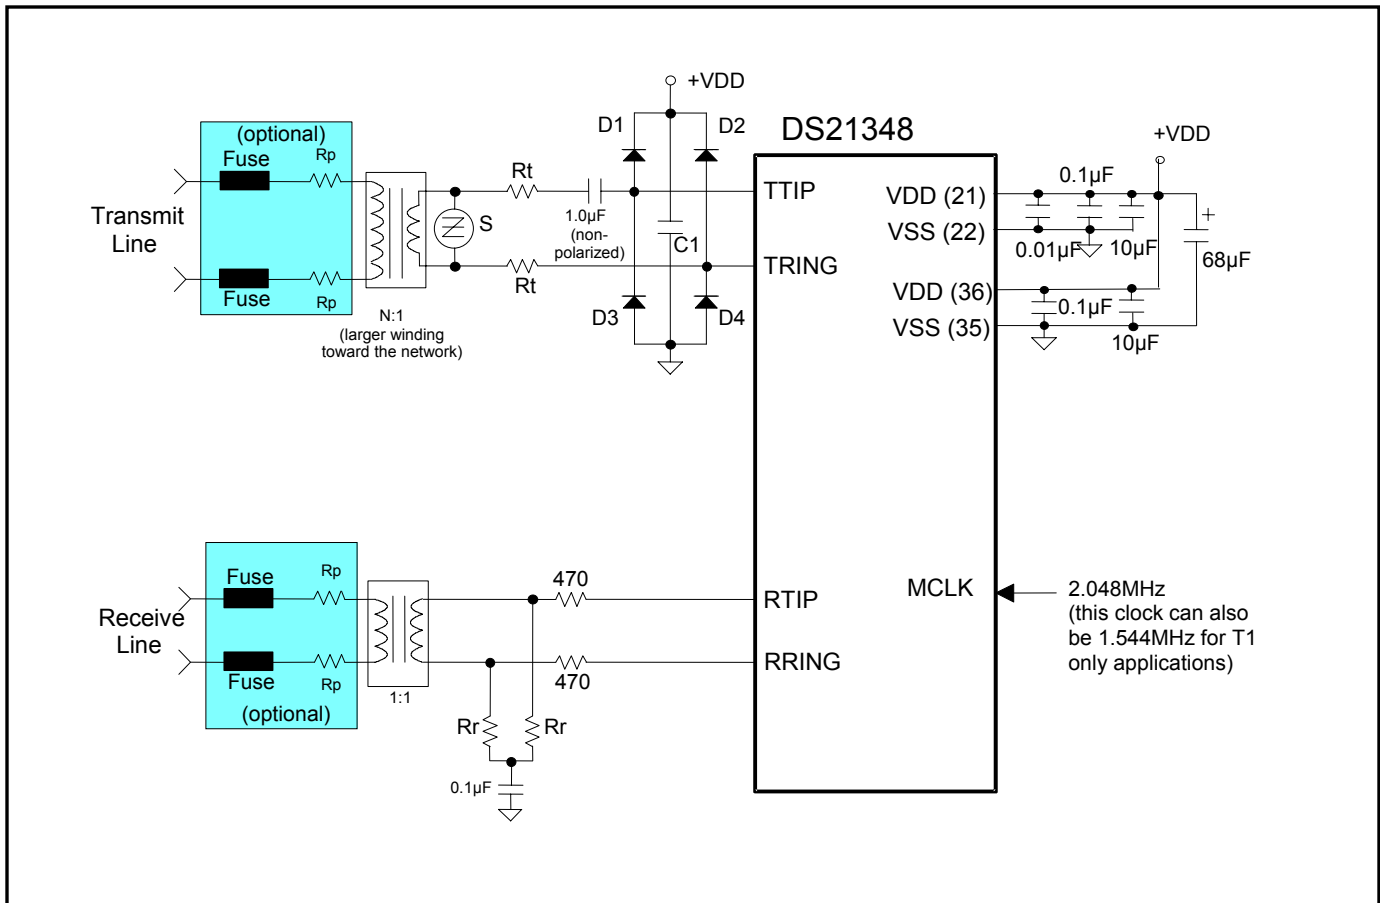 +VDD
D1
D2
DS21348
+VDD
(optional)
Fuse
Rp
Rt
0.1µF
TTIP
VDD (21)
Transmit
Line
S
1.0µF
(non-
polarized)
C1
+
VSS (22)
0.01µF
10µF
68µF
TRING
Fuse
Rp
Rt
VDD (36)
0.1µF
D3
D4
N:1
(larger winding
toward the network)
VSS (35)
10µF
Fuse
Rp
470
RTIP
MCLK
2.048MHz
(this clock can also
be 1.544MHz for T1
only applications)
Receive
Line
RRING
Fuse
Rp
470
1:1
(optional)
Rr
Rr
0.1µF